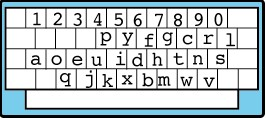 1 2 3 4 5 6 7 8 9 0
p y f g c r l
a o e u i d h t n s
q j k x b m w v